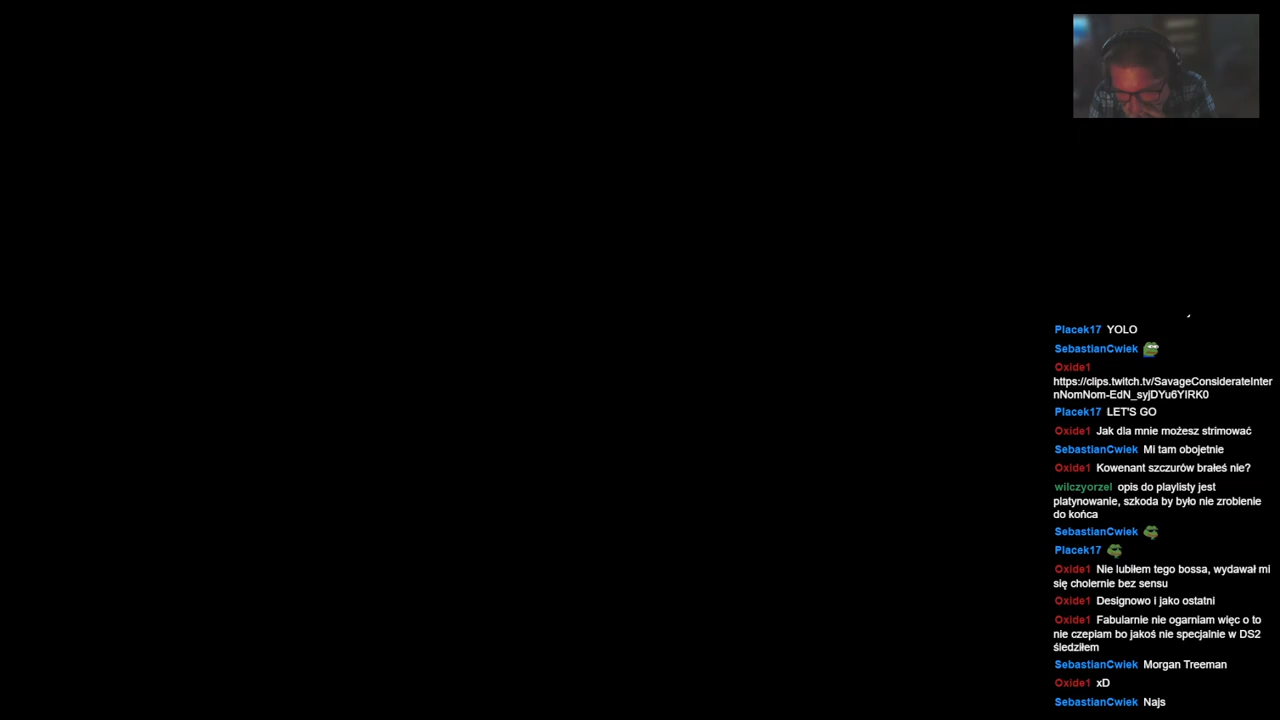 Placek17 YOLO
SebastianCwiek
Oxide1
https://clips.twitch.tv/SavageConsiderateInter
nNomNom-EdN_syjDYu6YIRK0
Placek17 LET'S GO
Oxide1 Jak dla mnie możesz strimować
SebastianCwiek Mi tam obojetnie
Oxide1 Kowenant szczurów brałeś nie?
wilczyorzel opis do playlisty jest
platynowanie, szkoda by było nie zrobienie
do końca
SebastianCwiek
Placek17
Oxide1 Nie lubiłem tego bossa, wydawał mi
się cholernie bez sensu
Oxide1 Designowo i jako ostatni
Oxide1 Fabularnie nie ogarniam więc o to
nie czepiam bo jakoś nie specjalnie w DS2
śledziłem
SebastianCwiek Morgan Treeman
Oxide1 xD
SebastianCwiek Najs